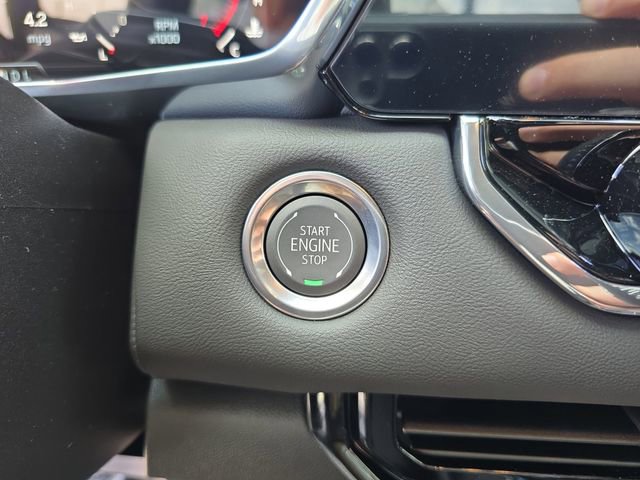 4.2
mpg
RPM
x1000
H
L
C
D L
START
ENGINE
STOP